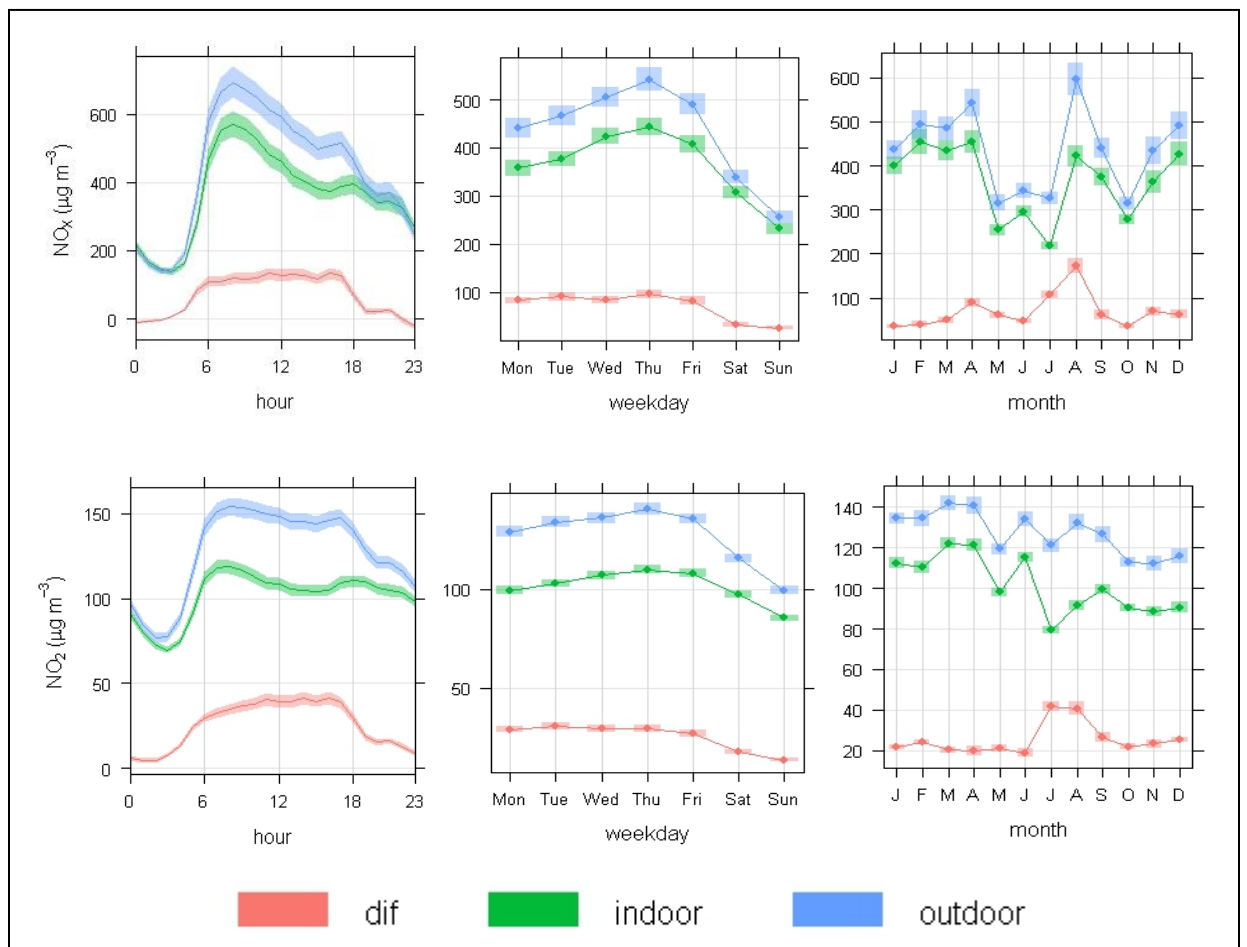 NOX (µg m⁻³)
600
400
200
0
0 6 12 18 23
hour
500
400
300
200
100
Mon Tue Wed Thu Fri Sat Sun
weekday
600
500
400
300
200
100
J F M A M J J A S O N D
month
NO2 (µg m⁻³)
150
100
50
0
0 6 12 18 23
hour
100
50
Mon Tue Wed Thu Fri Sat Sun
weekday
140
120
100
80
60
40
20
J F M A M J J A S O N D
month
dif indoor outdoor